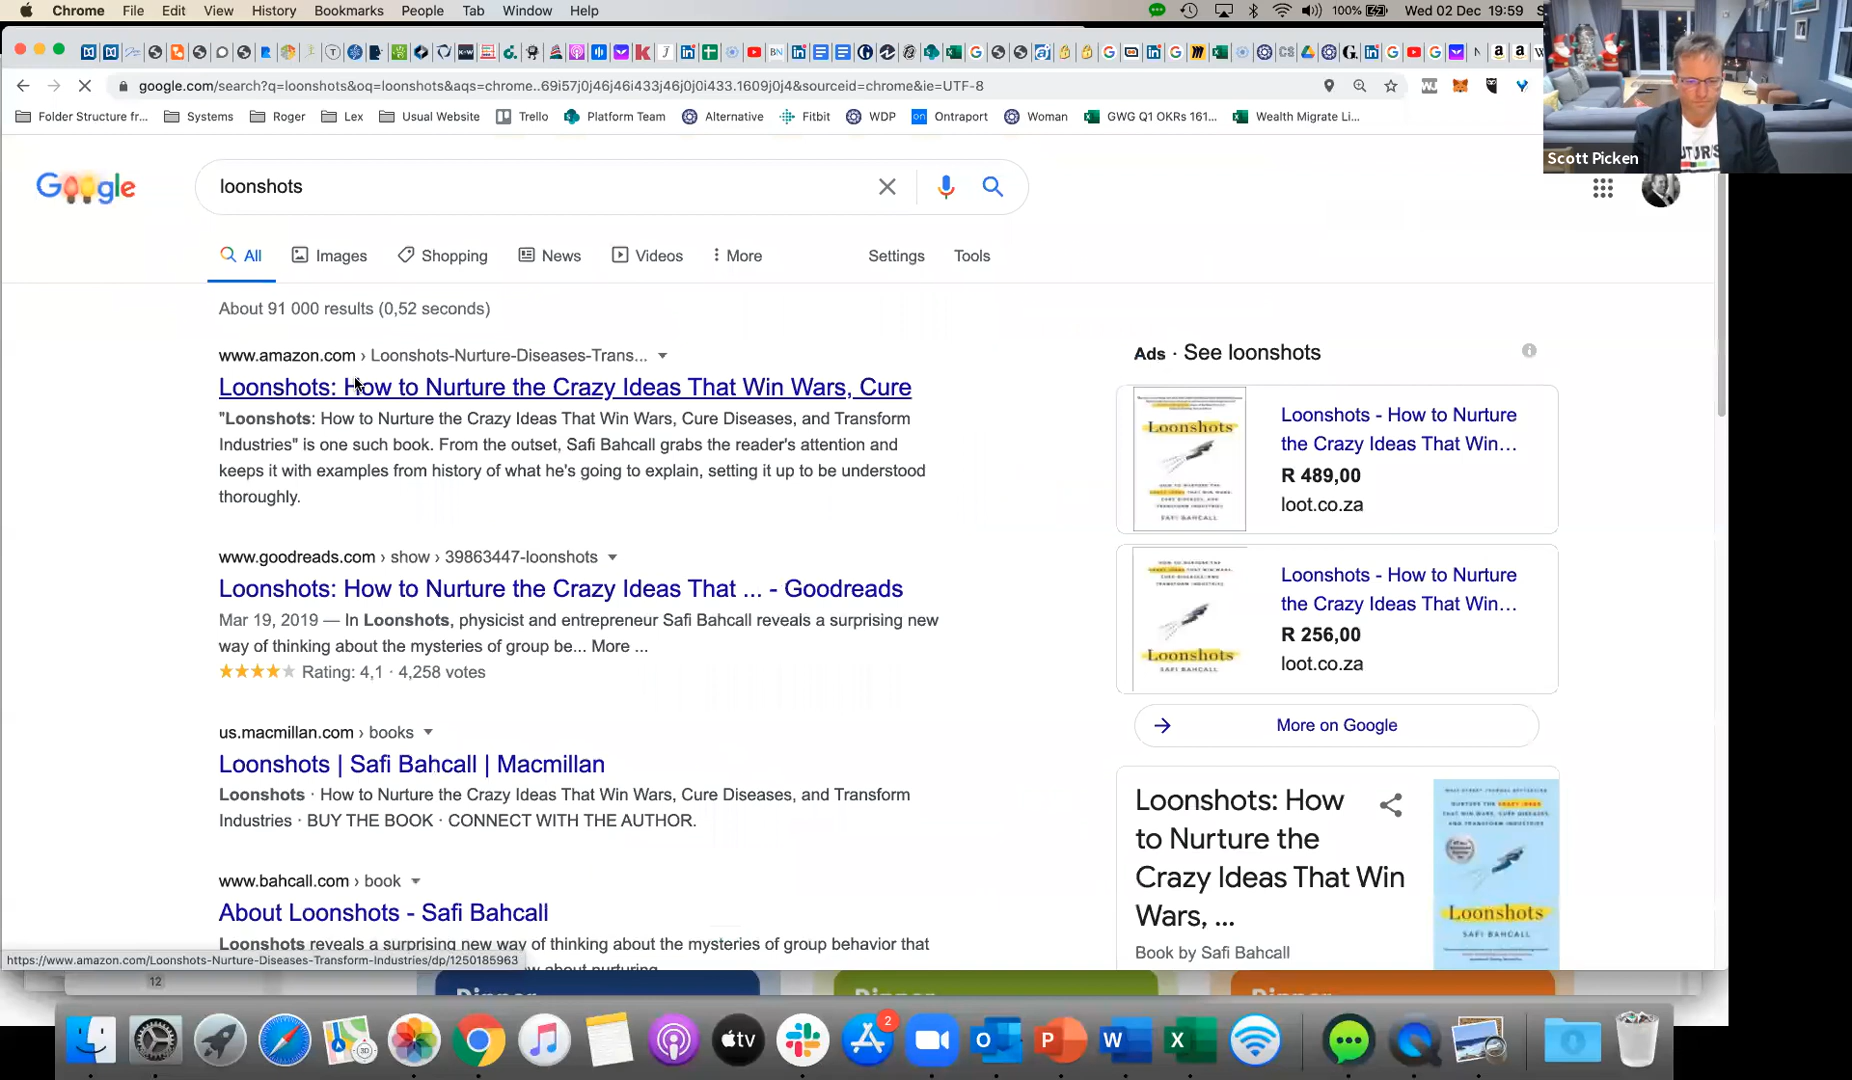 Chrome File Edit View History Bookmarks People Tab Window Help 100% Wed 02 Dec 19:59
google.com/search?q=loonshots&oq=loonshots&aqs=chrome..69i57j0j46j46i433j46j0j0i433.1609j0j4&sourceid=chrome&ie=UTF-8
Folder Structure fr... Systems Roger Lex Usual Website Trello Platform Team Alternative Fitbit WDP Ontraport Woman GWG Q1 OKRs 161... Wealth Migrate Li...
Scott Picken
Google
loonshots
All Images Shopping News Videos More Settings Tools
About 91 000 results (0,52 seconds)
www.amazon.com › Loonshots-Nurture-Diseases-Trans...
Loonshots: How to Nurture the Crazy Ideas That Win Wars, Cure
"Loonshots: How to Nurture the Crazy Ideas That Win Wars, Cure Diseases, and Transform
Industries" is one such book. From the outset, Safi Bahcall grabs the reader's attention and
keeps it with examples from history of what he's going to explain, setting it up to be understood
thoroughly.
www.goodreads.com › show › 39863447-loonshots
Loonshots: How to Nurture the Crazy Ideas That ... - Goodreads
Mar 19, 2019 — In Loonshots, physicist and entrepreneur Safi Bahcall reveals a surprising new
way of thinking about the mysteries of group be... More ...
Rating: 4,1 · 4,258 votes
us.macmillan.com › books
Loonshots | Safi Bahcall | Macmillan
Loonshots · How to Nurture the Crazy Ideas That Win Wars, Cure Diseases, and Transform
Industries · BUY THE BOOK · CONNECT WITH THE AUTHOR.
www.bahcall.com › book
About Loonshots - Safi Bahcall
Loonshots reveals a surprising new way of thinking about the mysteries of group behavior that
https://www.amazon.com/Loonshots-Nurture-Diseases-Transform-Industries/dp/1250185963
Ads · See loonshots
Loonshots
SAFI BAHCALL
Loonshots - How to Nurture
the Crazy Ideas That Win...
R 489,00
loot.co.za
Loonshots
SAFI BAHCALL
Loonshots - How to Nurture
the Crazy Ideas That Win...
R 256,00
loot.co.za
More on Google
Loonshots: How
to Nurture the
Crazy Ideas That Win
Wars, ...
Book by Safi Bahcall
Loonshots
SAFI BAHCALL
12
Dinner
Dinner
Dinner
2
tv